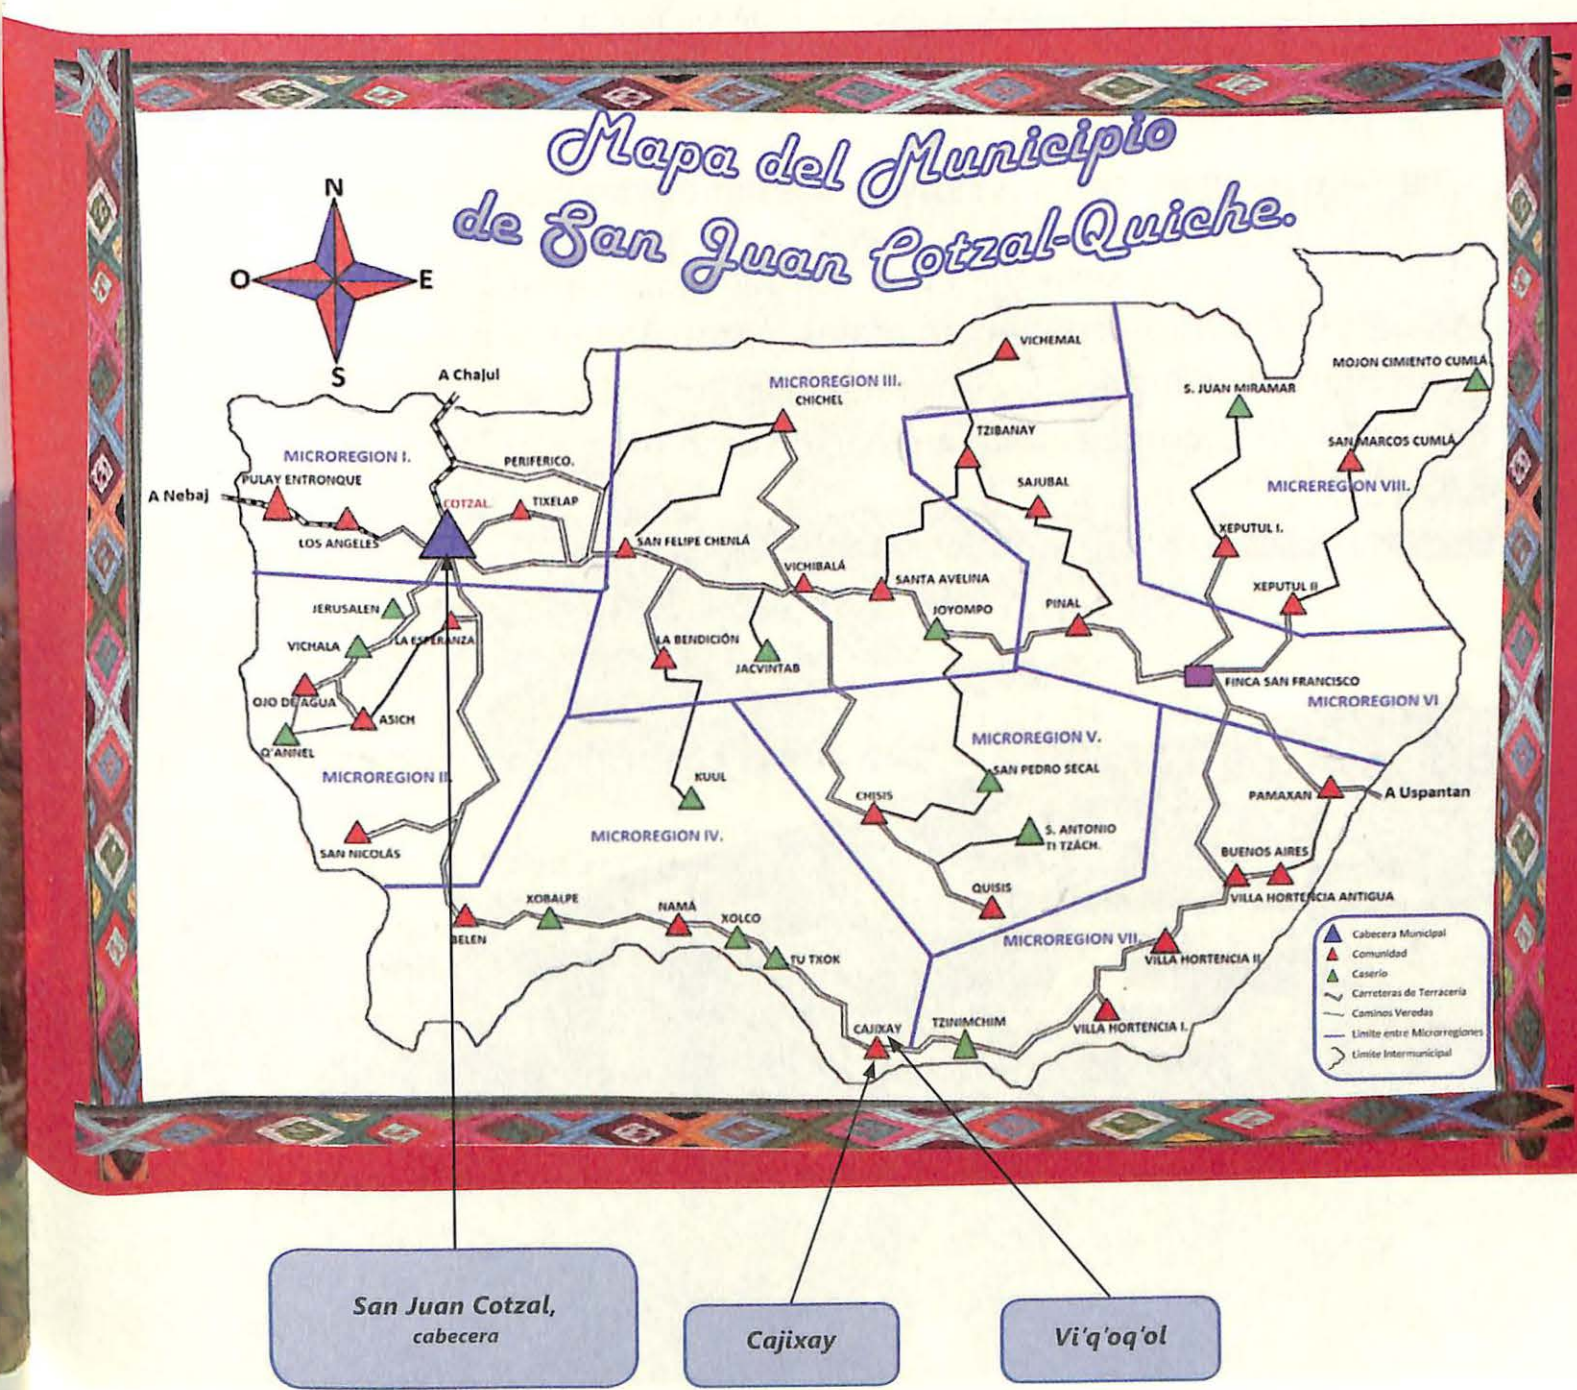 Mapa del Municipio
de San Juan Cotzal-Quiche.
N
O
E
S
A Chajul
VICHEMAL
MICROREGION III.
CHICHEL
MOJON CIMIENTO CUMLÁ
S. JUAN MIRAMAR
TZIBANAY
SAN MARCOS CUMLÁ
MICROREGION I.
PERIFERICO.
PULAY ENTRONQUE
SAJUBAL
MICREREGION VIII.
A Nebaj
COTZAL.
TIXELAP
LOS ANGELES
SAN FELIPE CHENLÁ
XEPUTUL I.
VICHIBALÁ
SANTA AVELINA
XEPUTUL II
JERUSALEN
JOYOMPO
PINAL
VICHALA
LA ESPERANZA
LA BENDICIÓN
JACVINTAB
FINCA SAN FRANCISCO
OJO DE AGUA
MICROREGION VI
ASICH
Q'ANNEL
MICROREGION V.
MICROREGION II
KUUL
SAN PEDRO SECAL
CHISIS
PAMAXAN
A Uspantan
MICROREGION IV.
S. ANTONIO
TI TZÁCH.
SAN NICOLÁS
BUENOS AIRES
QUISIS
VILLA HORTENCIA ANTIGUA
XOBALPE
NAMÁ
XOLCO
BELEN
MICROREGION VII.
TU TXOK
VILLA HORTENCIA II
CAJIXAY
TZINIMCHIM
VILLA HORTENCIA I.
Cabecera Municipal
Comunidad
Caserío
Carreteras de Terracería
Caminos Veredas
Limite entre Microrregiones
Limite Intermunicipal
San Juan Cotzal,
cabecera
Cajixay
Vi'q'oq'ol